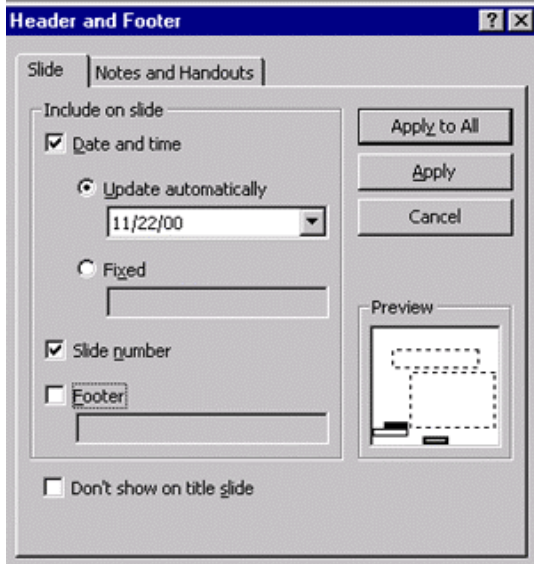 Header and Footer
Slide
Notes and Handouts
Include on slide
Date and time
Update automatically
11/22/00
Fixed
Slide number
Footer
Don't show on title slide
Apply to All
Apply
Cancel
Preview